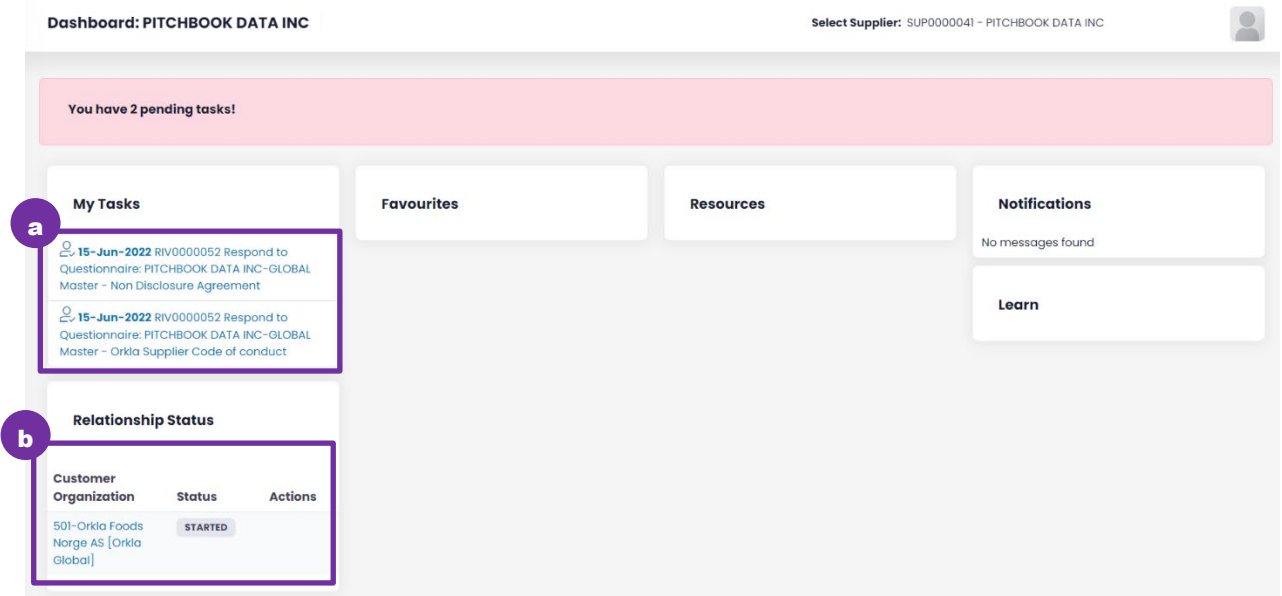 Dashboard: PITCHBOOK DATA INC
Select Supplier: SUP0000041 - PITCHBOOK DATA INC
You have 2 pending tasks!
My Tasks
a
15-Jun-2022 RIV0000052 Respond to
Questionnaire: PITCHBOOK DATA INC-GLOBAL
Master - Non Disclosure Agreement
15-Jun-2022 RIV0000052 Respond to
Questionnaire: PITCHBOOK DATA INC-GLOBAL
Master - Orkla Supplier Code of conduct
Relationship Status
b
Customer
Organization Status Actions
501-Orkla Foods
Norge AS [Orkla
Global]
STARTED
Favourites
Resources
Notifications
No messages found
Learn